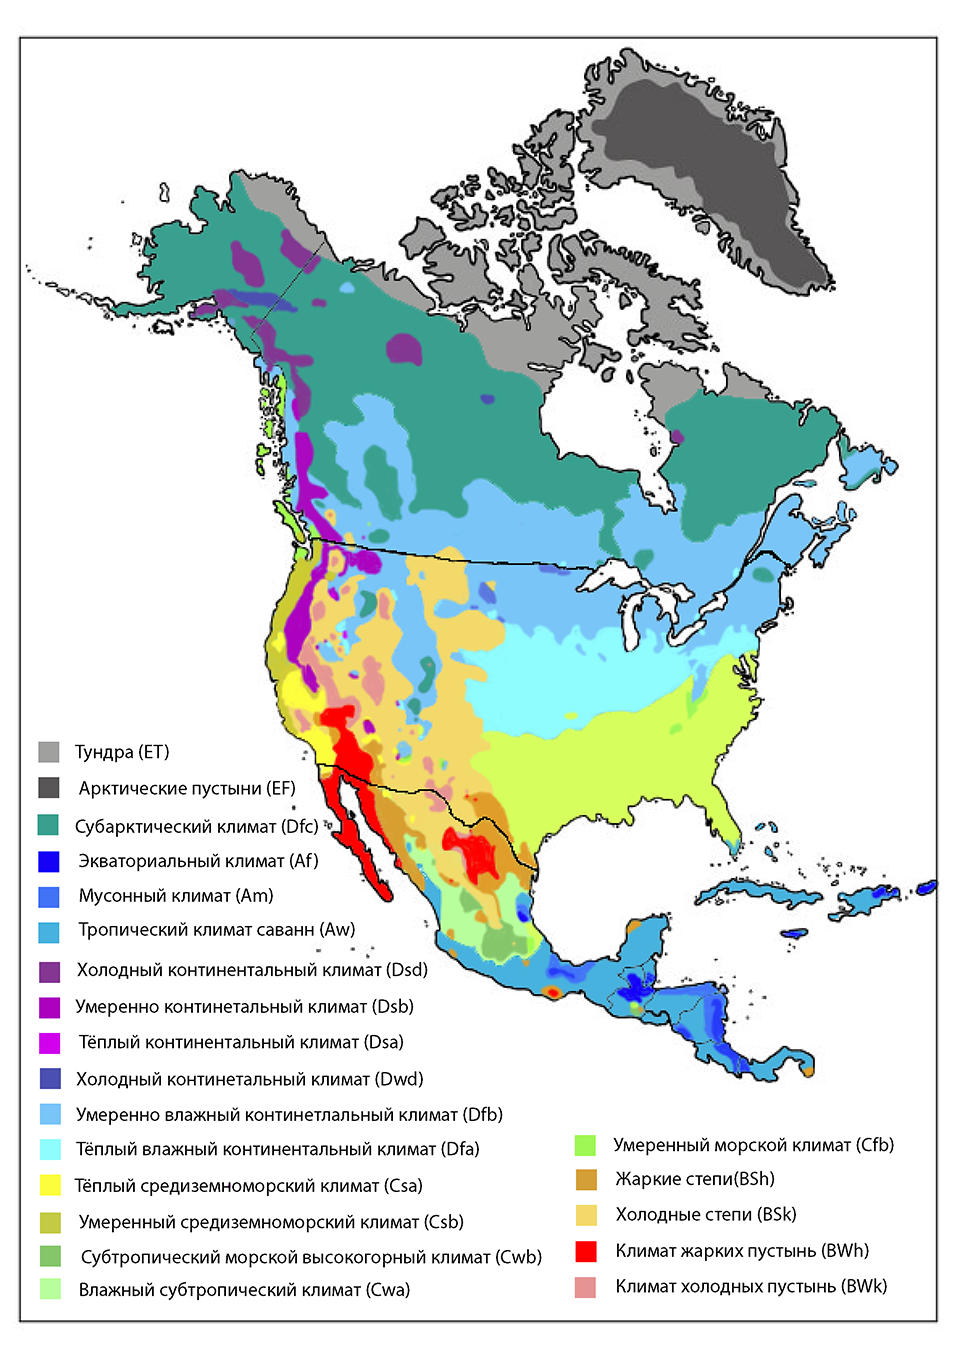 Тундра (ET)
Арктические пустыни (EF)
Субарктический климат (Dfc)
Экваториальный климат (Af)
Мусонный климат (Am)
Тропический климат саванн (Aw)
Холодный континентальный климат (Dsd)
Умеренно континетальный климат (Dsb)
Тёплый континентальный климат (Dsa)
Холодный континетальный климат (Dwd)
Умеренно влажный континетлальный климат (Dfb)
Тёплый влажный континентальный климат (Dfa)
Тёплый средиземноморский климат (Csa)
Умеренный средиземноморский климат (Csb)
Субтропический морской высокогорный климат (Cwb)
Влажный субтропический климат (Cwa)
Умеренный морской климат (Cfb)
Жаркие степи(BSh)
Холодные степи (BSk)
Климат жарких пустынь (BWh)
Климат холодных пустынь (BWk)